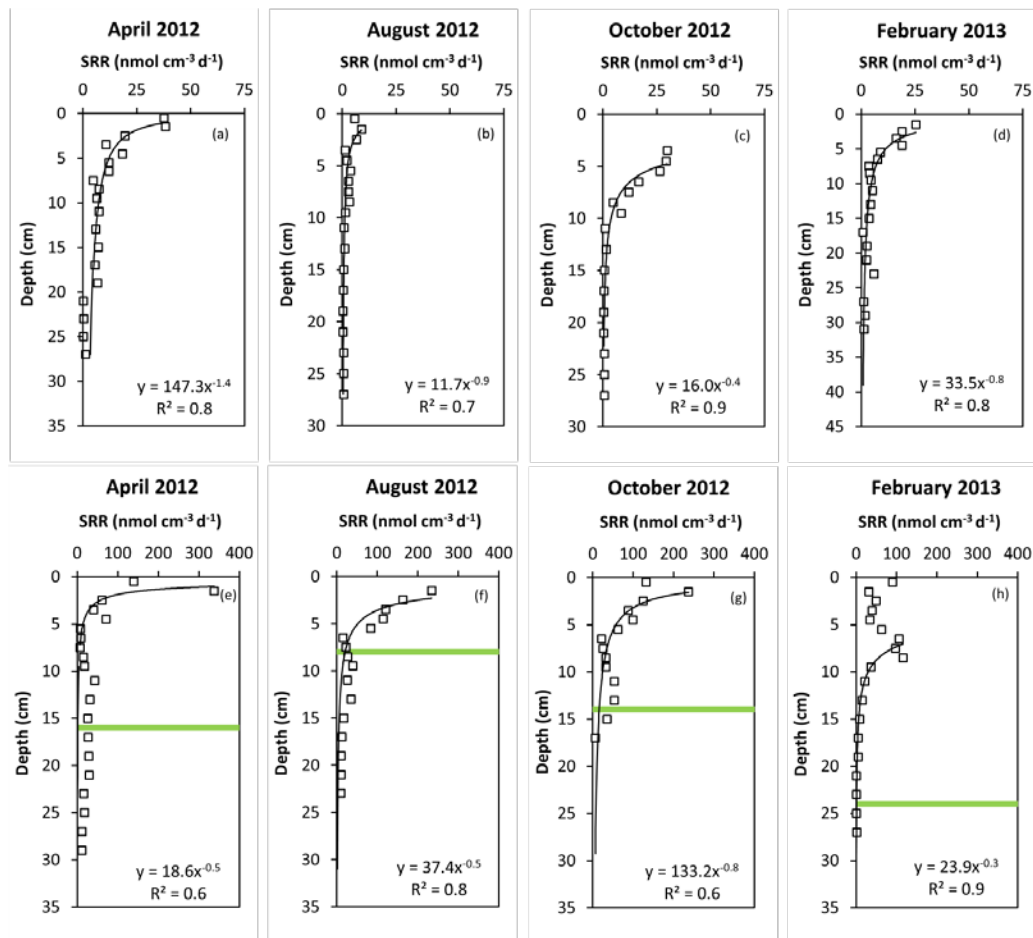 April 2012
SRR (nmol cm⁻³ d⁻¹)
0 25 50 75
(a)
Depth (cm)
0
5
10
15
20
25
30
35
y = 147.3x⁻¹·⁴
R² = 0.8
August 2012
SRR (nmol cm⁻³ d⁻¹)
0 25 50 75
(b)
Depth (cm)
0
5
10
15
20
25
30
y = 11.7x⁻⁰·⁹
R² = 0.7
October 2012
SRR (nmol cm⁻³ d⁻¹)
0 25 50 75
(c)
Depth (cm)
0
5
10
15
20
25
30
y = 16.0x⁻⁰·⁴
R² = 0.9
February 2013
SRR (nmol cm⁻³ d⁻¹)
0 25 50 75
(d)
Depth (cm)
0
5
10
15
20
25
30
35
40
45
y = 33.5x⁻⁰·⁸
R² = 0.8
April 2012
SRR (nmol cm⁻³ d⁻¹)
0 100 200 300 400
(e)
Depth (cm)
0
5
10
15
20
25
30
35
y = 18.6x⁻⁰·⁵
R² = 0.6
August 2012
SRR (nmol cm⁻³ d⁻¹)
0 100 200 300 400
(f)
Depth (cm)
0
5
10
15
20
25
30
35
y = 37.4x⁻⁰·⁵
R² = 0.8
October 2012
SRR (nmol cm⁻³ d⁻¹)
0 100 200 300 400
(g)
Depth (cm)
0
5
10
15
20
25
30
35
y = 133.2x⁻⁰·⁸
R² = 0.6
February 2013
SRR (nmol cm⁻³ d⁻¹)
0 100 200 300 400
(h)
Depth (cm)
0
5
10
15
20
25
30
35
y = 23.9x⁻⁰·³
R² = 0.9